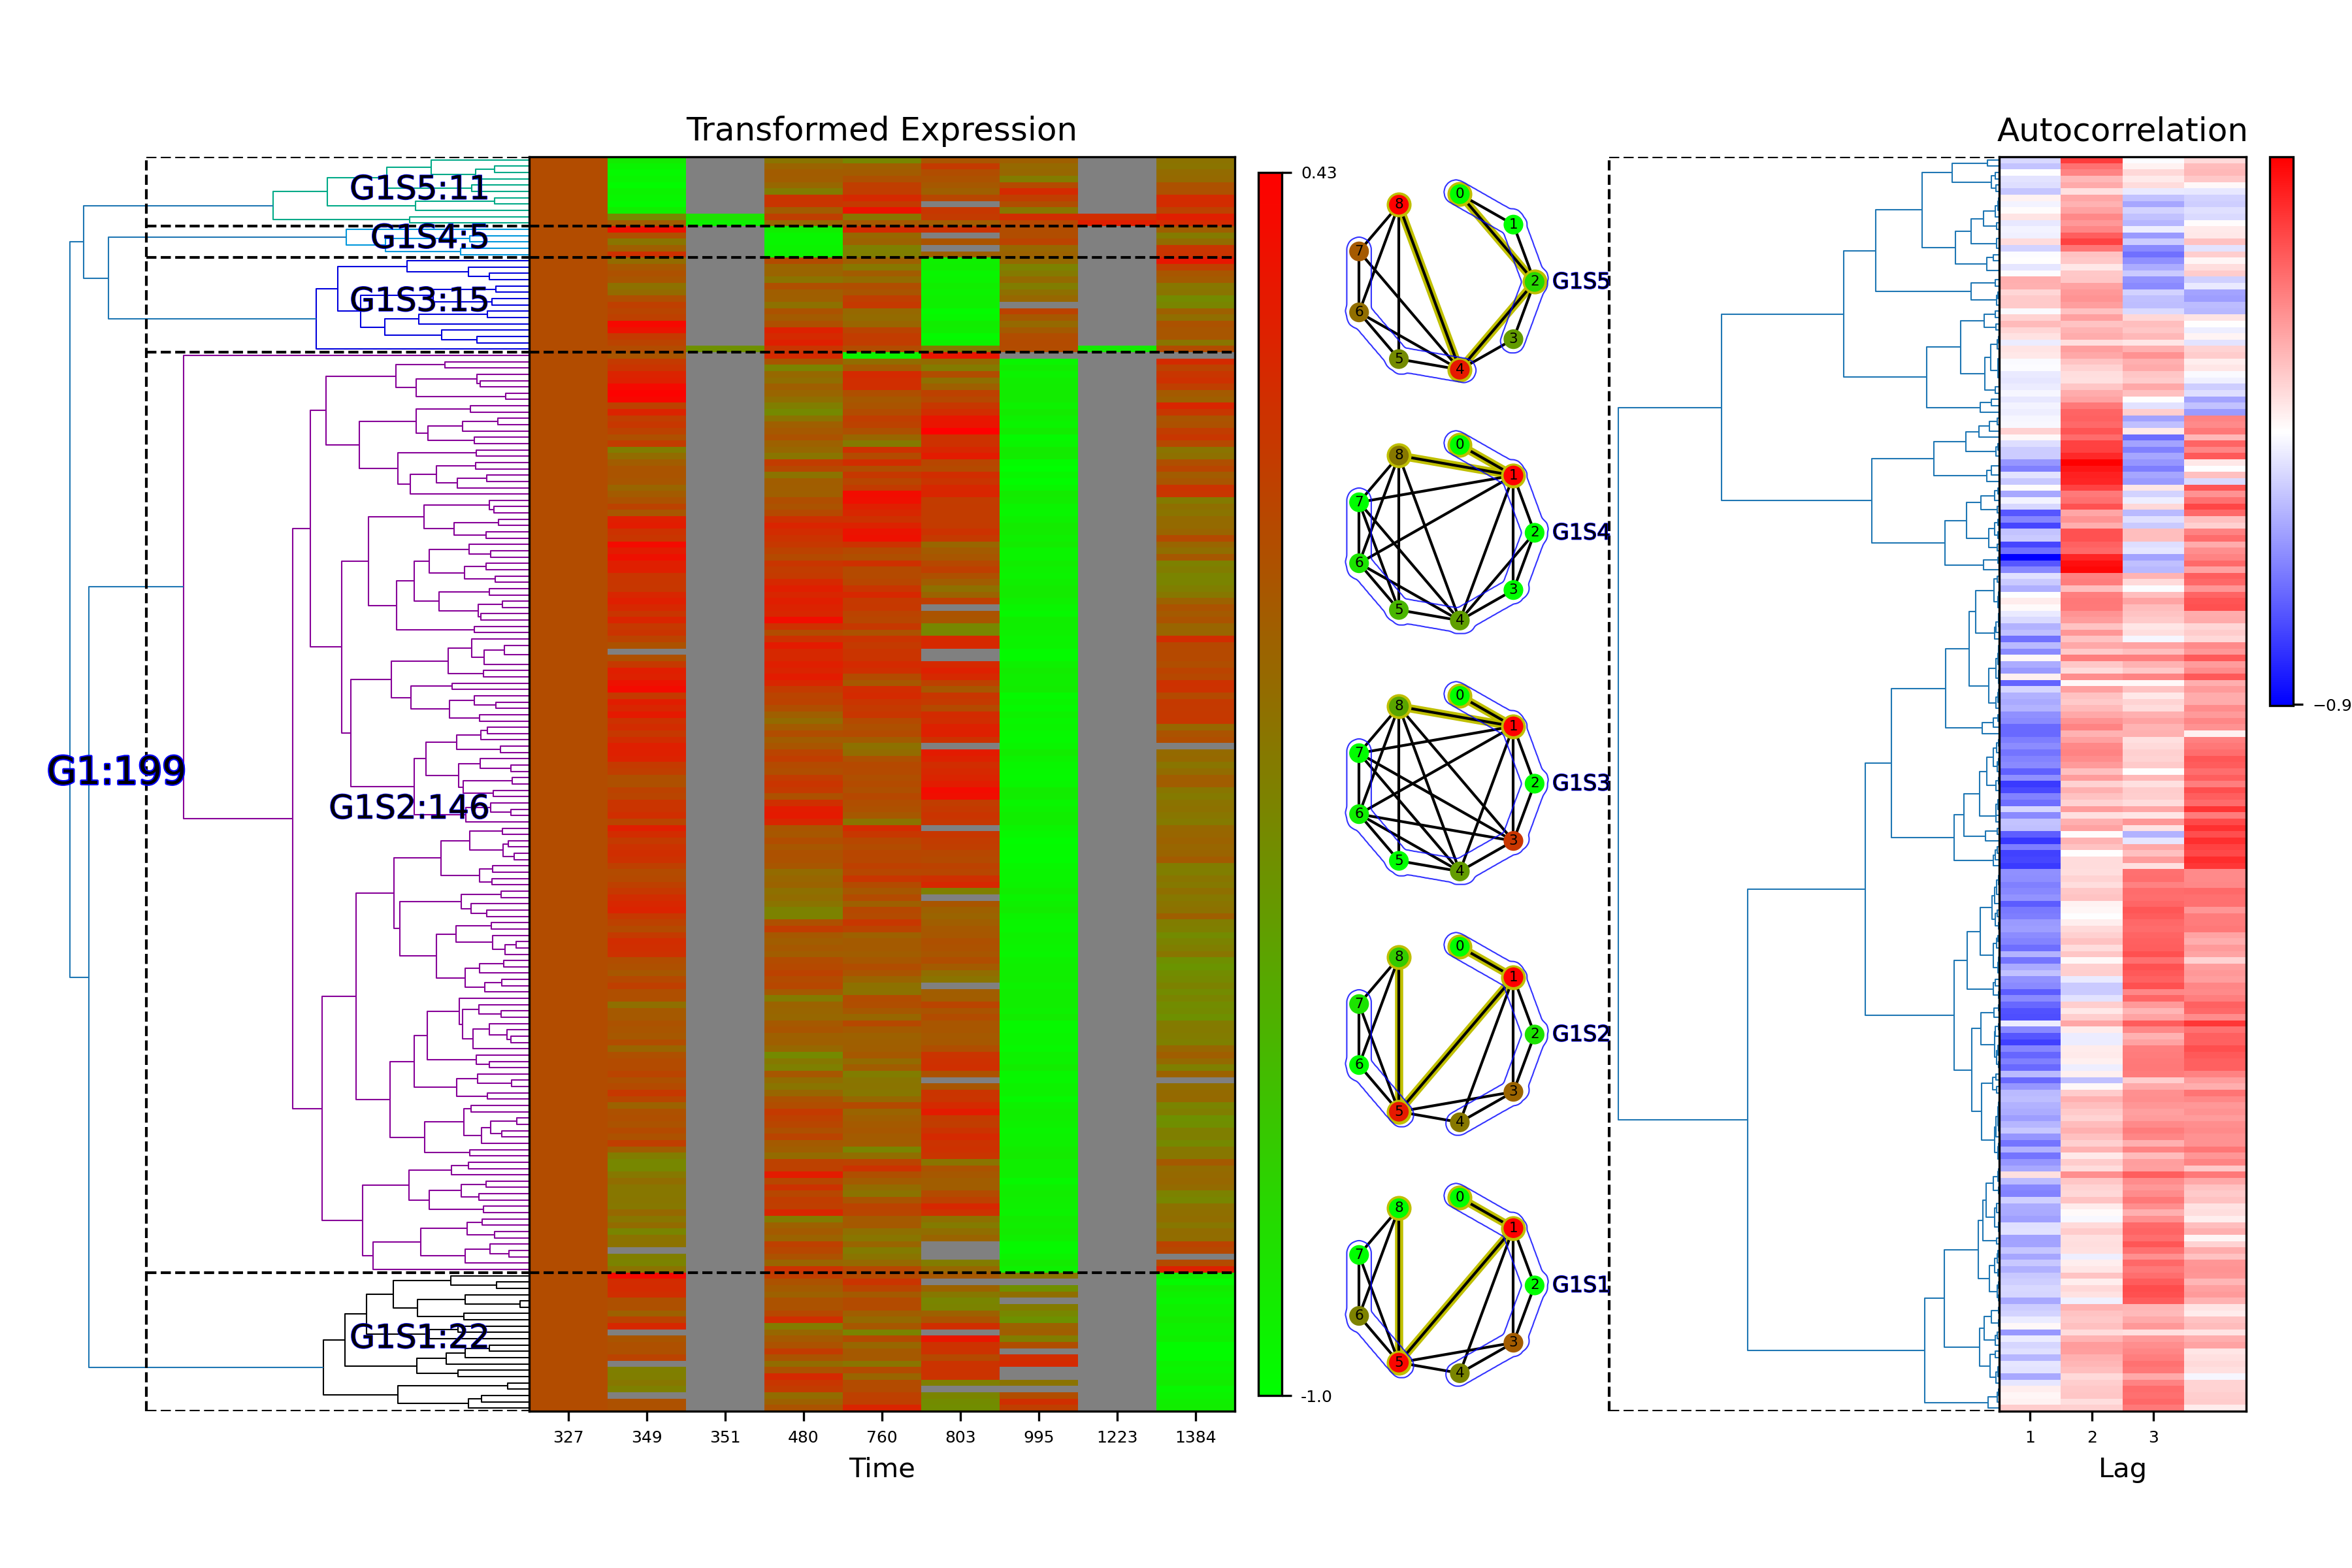 Transformed Expression
Autocorrelation
G1:199
G1S5:11
G1S4:5
G1S3:15
G1S2:146
G1S1:22
327 349 351 480 760 803 995 1223 1384
Time
0.43
-1.0
0 1 2 3 4 5 6 7 8 G1S5
0 1 2 3 4 5 6 7 8 G1S4
0 1 2 3 4 5 6 7 8 G1S3
0 1 2 3 4 5 6 7 8 G1S2
0 1 2 3 4 5 6 7 8 G1S1
1 2 3
Lag
−0.9